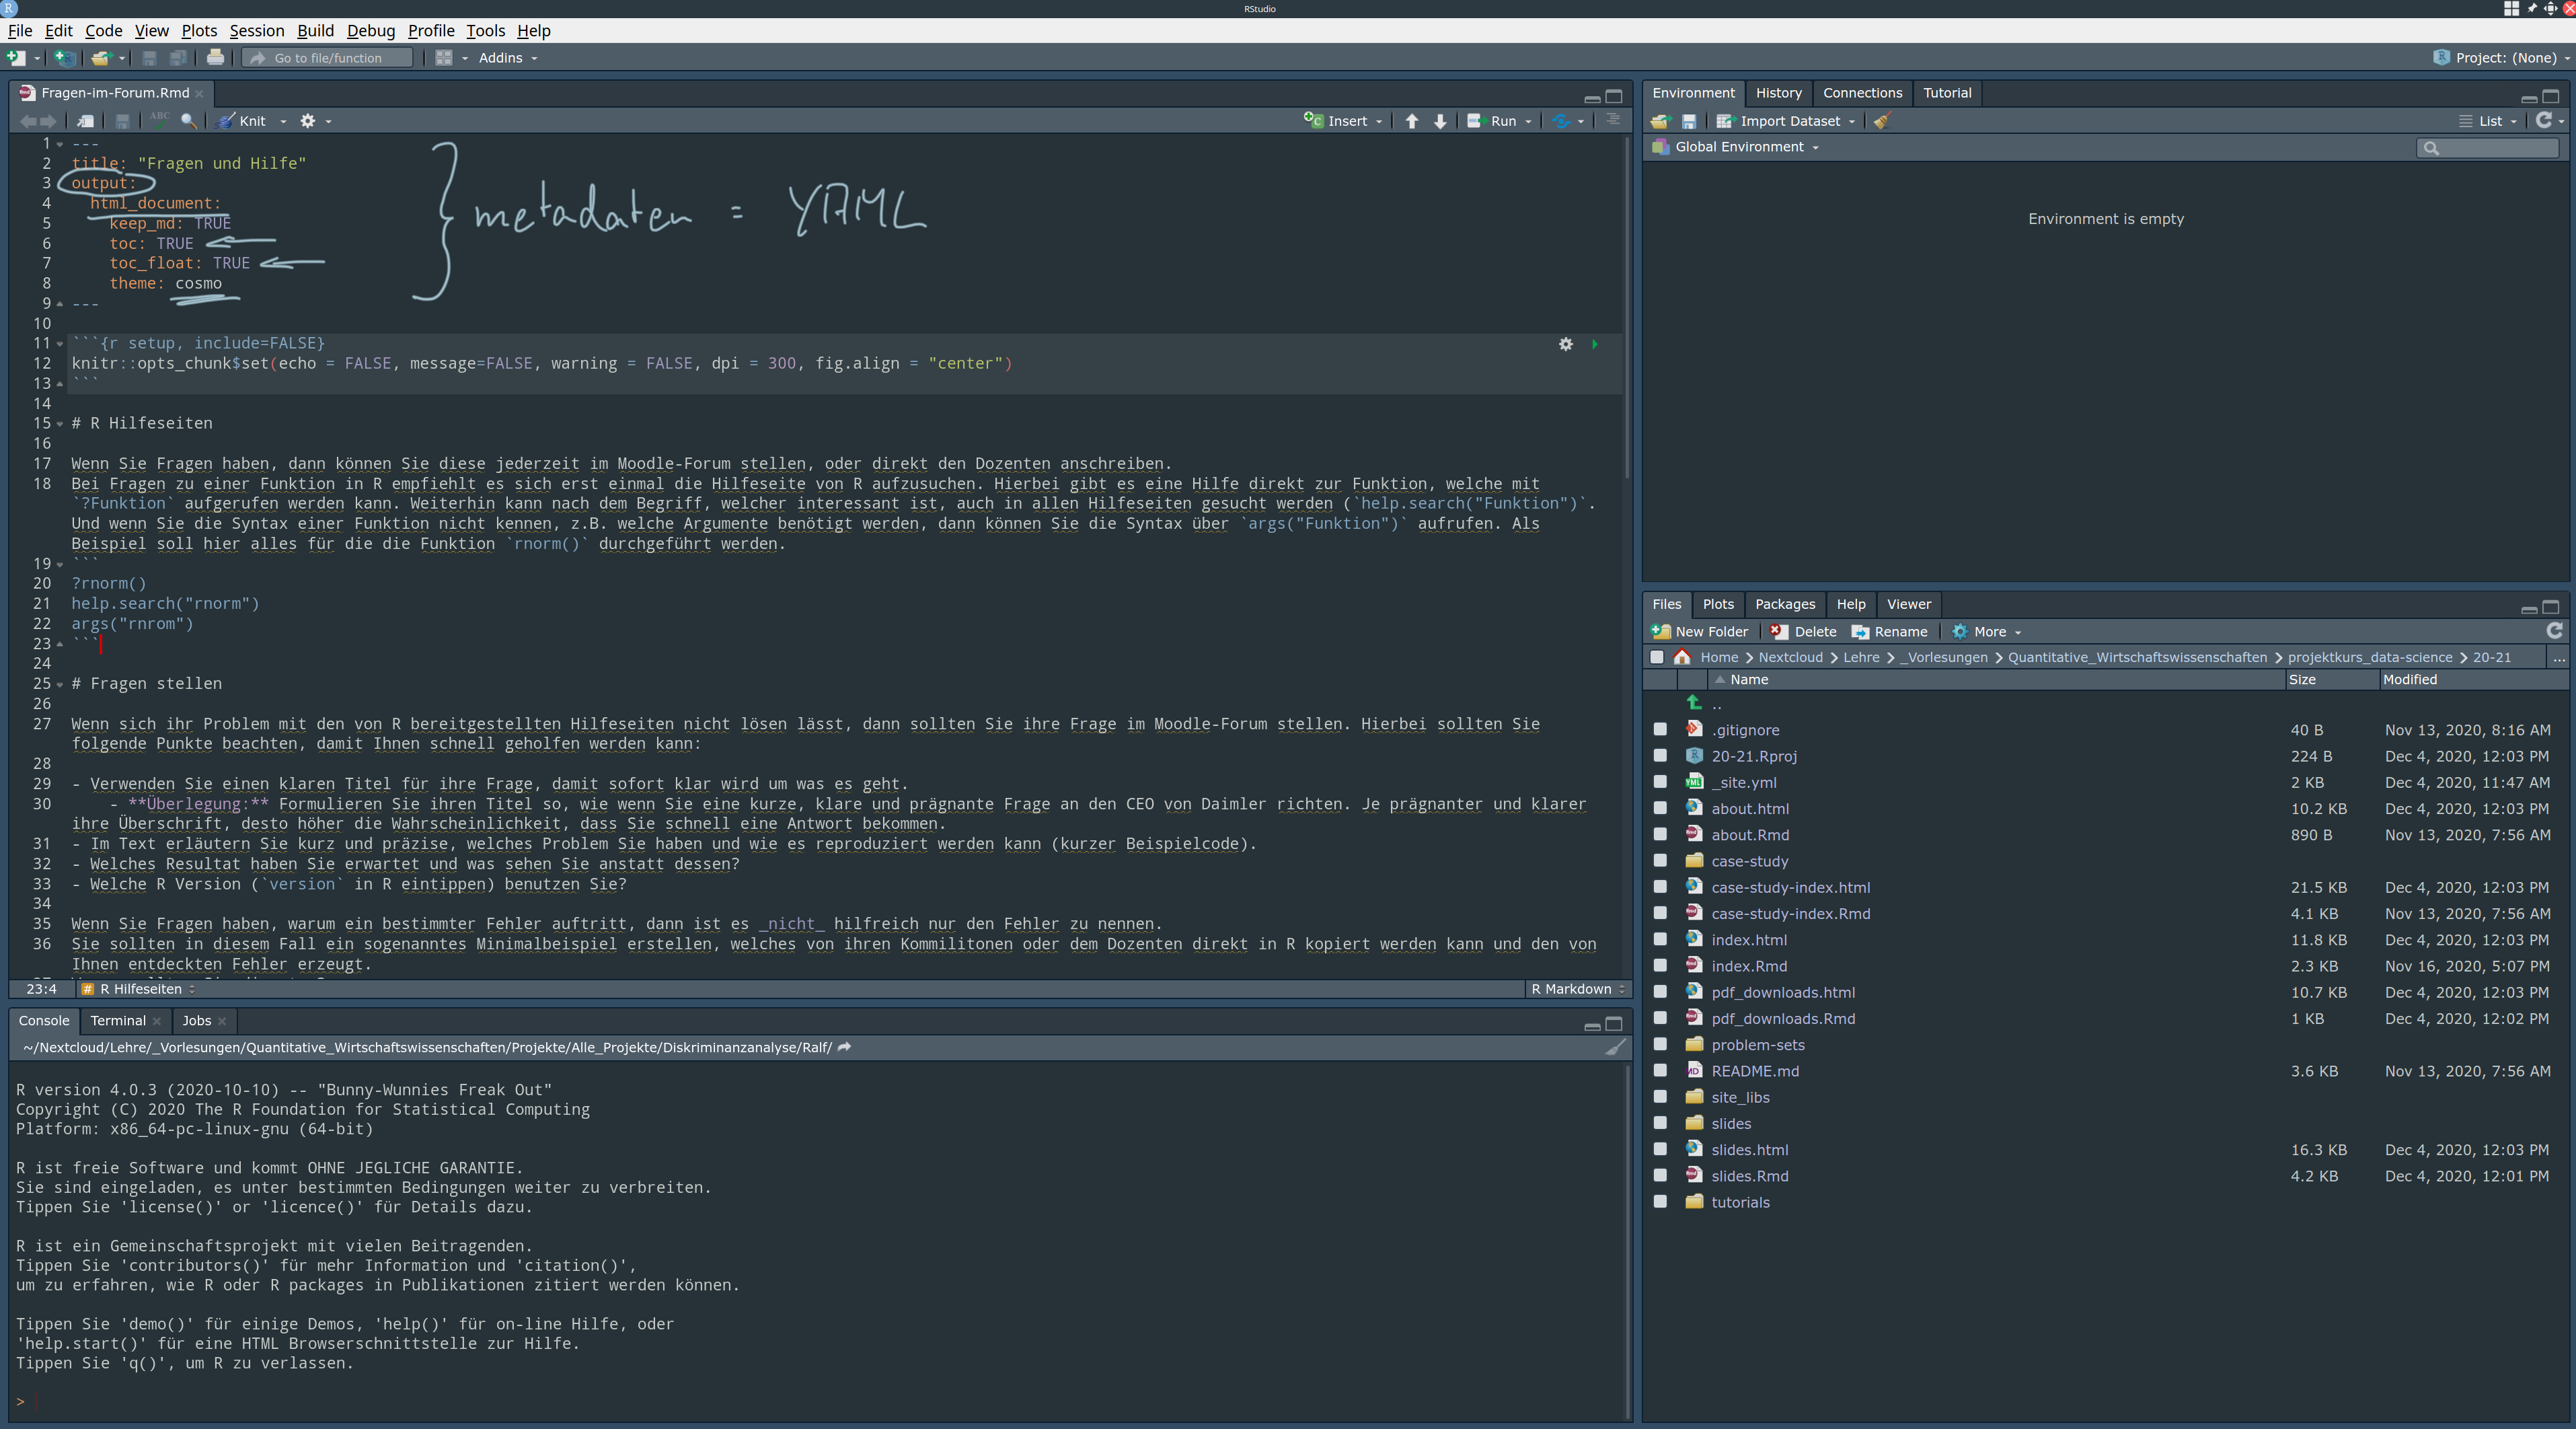 RStudio
File Edit Code View Plots Session Build Debug Profile Tools Help
Go to file/function Addins Project: (None)
Fragen-im-Forum.Rmd
ABC Knit Insert Run
1 ---
2 title: "Fragen und Hilfe"
3 output:
4 html_document:
5 keep_md: TRUE
6 toc: TRUE
7 toc_float: TRUE
8 theme: cosmo
9 ---
metadaten = YAML
10
11 ```{r setup, include=FALSE}
12 knitr::opts_chunk$set(echo = FALSE, message=FALSE, warning = FALSE, dpi = 300, fig.align = "center")
13 ```
14
15 # R Hilfeseiten
16
17 Wenn Sie Fragen haben, dann können Sie diese jederzeit im Moodle-Forum stellen, oder direkt den Dozenten anschreiben.
18 Bei Fragen zu einer Funktion in R empfiehlt es sich erst einmal die Hilfeseite von R aufzusuchen. Hierbei gibt es eine Hilfe direkt zur Funktion, welche mit
`?Funktion` aufgerufen werden kann. Weiterhin kann nach dem Begriff, welcher interessant ist, auch in allen Hilfeseiten gesucht werden (`help.search("Funktion")`.
Und wenn Sie die Syntax einer Funktion nicht kennen, z.B. welche Argumente benötigt werden, dann können Sie die Syntax über `args("Funktion")` aufrufen. Als
Beispiel soll hier alles für die die Funktion `rnorm()` durchgeführt werden.
19 ```
20 ?rnorm()
21 help.search("rnorm")
22 args("rnrom")
23 ```
24
25 # Fragen stellen
26
27 Wenn sich ihr Problem mit den von R bereitgestellten Hilfeseiten nicht lösen lässt, dann sollten Sie ihre Frage im Moodle-Forum stellen. Hierbei sollten Sie
folgende Punkte beachten, damit Ihnen schnell geholfen werden kann:
28
29 - Verwenden Sie einen klaren Titel für ihre Frage, damit sofort klar wird um was es geht.
30 - **Überlegung:** Formulieren Sie ihren Titel so, wie wenn Sie eine kurze, klare und prägnante Frage an den CEO von Daimler richten. Je prägnanter und klarer
ihre Überschrift, desto höher die Wahrscheinlichkeit, dass Sie schnell eine Antwort bekommen.
31 - Im Text erläutern Sie kurz und präzise, welches Problem Sie haben und wie es reproduziert werden kann (kurzer Beispielcode).
32 - Welches Resultat haben Sie erwartet und was sehen Sie anstatt dessen?
33 - Welche R Version (`version` in R eintippen) benutzen Sie?
34
35 Wenn Sie Fragen haben, warum ein bestimmter Fehler auftritt, dann ist es _nicht_ hilfreich nur den Fehler zu nennen.
36 Sie sollten in diesem Fall ein sogenanntes Minimalbeispiel erstellen, welches von ihren Kommilitonen oder dem Dozenten direkt in R kopiert werden kann und den von
Ihnen entdeckten Fehler erzeugt.
23:4 # R Hilfeseiten R Markdown
Console Terminal Jobs
~/Nextcloud/Lehre/_Vorlesungen/Quantitative_Wirtschaftswissenschaften/Projekte/Alle_Projekte/Diskriminanzanalyse/Ralf/
R version 4.0.3 (2020-10-10) -- "Bunny-Wunnies Freak Out"
Copyright (C) 2020 The R Foundation for Statistical Computing
Platform: x86_64-pc-linux-gnu (64-bit)
R ist freie Software und kommt OHNE JEGLICHE GARANTIE.
Sie sind eingeladen, es unter bestimmten Bedingungen weiter zu verbreiten.
Tippen Sie 'license()' or 'licence()' für Details dazu.
R ist ein Gemeinschaftsprojekt mit vielen Beitragenden.
Tippen Sie 'contributors()' für mehr Information und 'citation()',
um zu erfahren, wie R oder R packages in Publikationen zitiert werden können.
Tippen Sie 'demo()' für einige Demos, 'help()' für on-line Hilfe, oder
'help.start()' für eine HTML Browserschnittstelle zur Hilfe.
Tippen Sie 'q()', um R zu verlassen.
>
Environment History Connections Tutorial
Import Dataset List
Global Environment
Environment is empty
Files Plots Packages Help Viewer
New Folder Delete Rename More
Home Nextcloud Lehre _Vorlesungen Quantitative_Wirtschaftswissenschaften projektkurs_data-science 20-21 ...
Name Size Modified
..
.gitignore 40 B Nov 13, 2020, 8:16 AM
20-21.Rproj 224 B Dec 4, 2020, 12:03 PM
_site.yml 2 KB Dec 4, 2020, 11:47 AM
about.html 10.2 KB Dec 4, 2020, 12:03 PM
about.Rmd 890 B Nov 13, 2020, 7:56 AM
case-study
case-study-index.html 21.5 KB Dec 4, 2020, 12:03 PM
case-study-index.Rmd 4.1 KB Nov 13, 2020, 7:56 AM
index.html 11.8 KB Dec 4, 2020, 12:03 PM
index.Rmd 2.3 KB Nov 16, 2020, 5:07 PM
pdf_downloads.html 10.7 KB Dec 4, 2020, 12:03 PM
pdf_downloads.Rmd 1 KB Dec 4, 2020, 12:02 PM
problem-sets
README.md 3.6 KB Nov 13, 2020, 7:56 AM
site_libs
slides
slides.html 16.3 KB Dec 4, 2020, 12:03 PM
slides.Rmd 4.2 KB Dec 4, 2020, 12:01 PM
tutorials